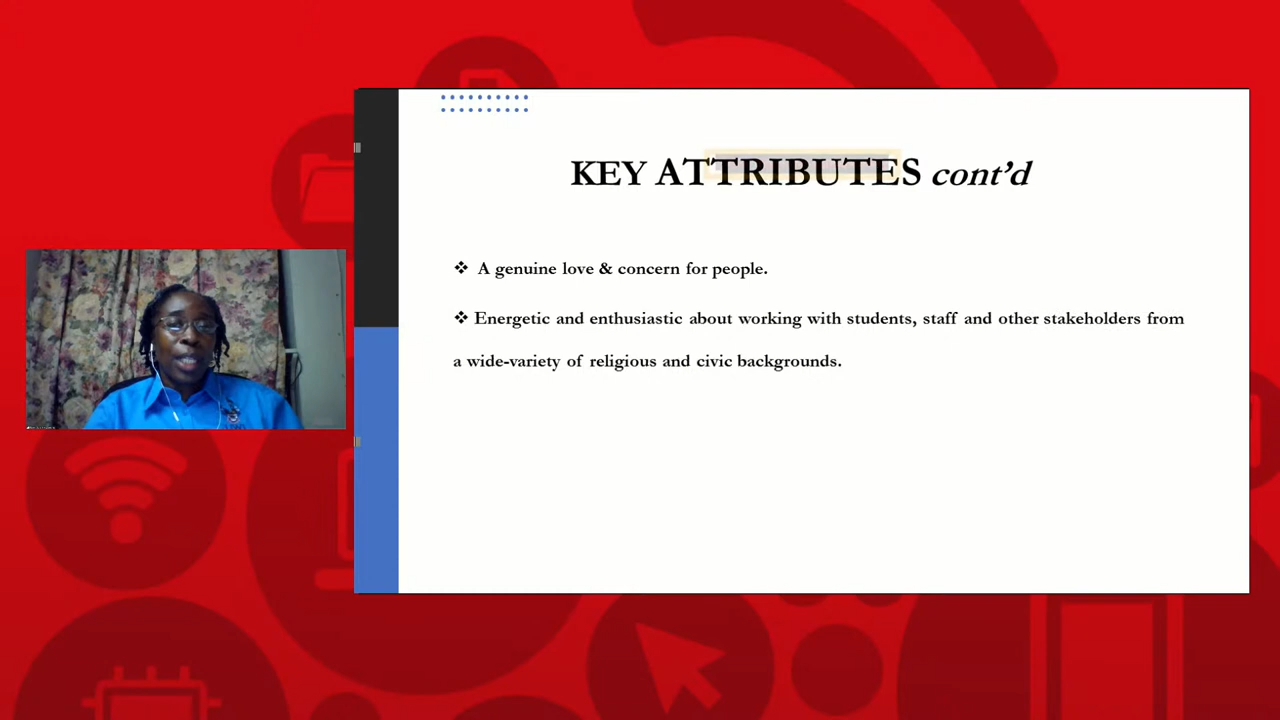 KEY ATTRIBUTES cont'd
❖ A genuine love & concern for people.
❖ Energetic and enthusiastic about working with students, staff and other stakeholders from
a wide-variety of religious and civic backgrounds.